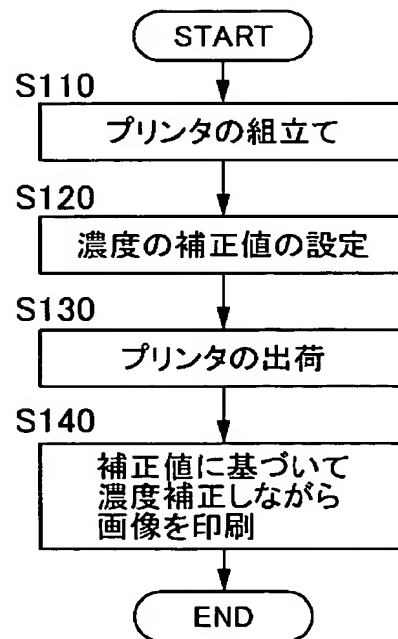 START
S110
プリンタの組立て
S120
濃度の補正値の設定
S130
プリンタの出荷
S140
補正値に基づいて
濃度補正しながら
画像を印刷
END